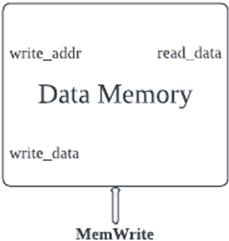 write_addr read_data
Data Memory
write_data
MemWrite